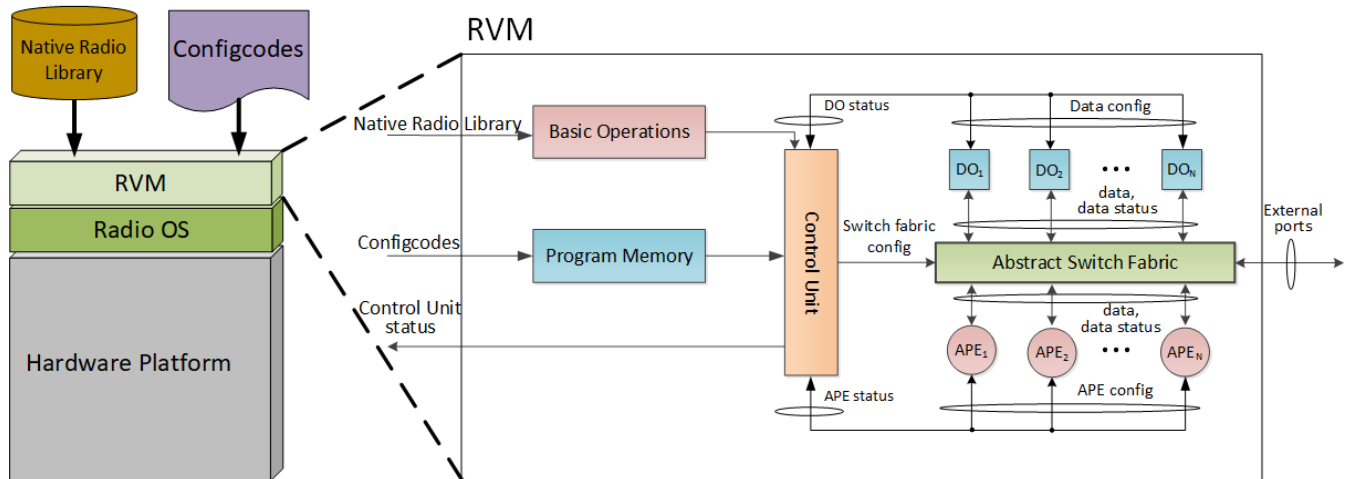 Native Radio
Library
Configcodes
RVM
Radio OS
Hardware Platform
RVM
Native Radio Library
Basic Operations
Configcodes
Program Memory
Control Unit
status
Control Unit
DO status
Data config
DO₁
DO₂
•••
DO_N
data,
data status
Switch fabric
config
Abstract Switch Fabric
External
ports
data,
data status
APE₁
APE₂
•••
APE_N
APE status
APE config